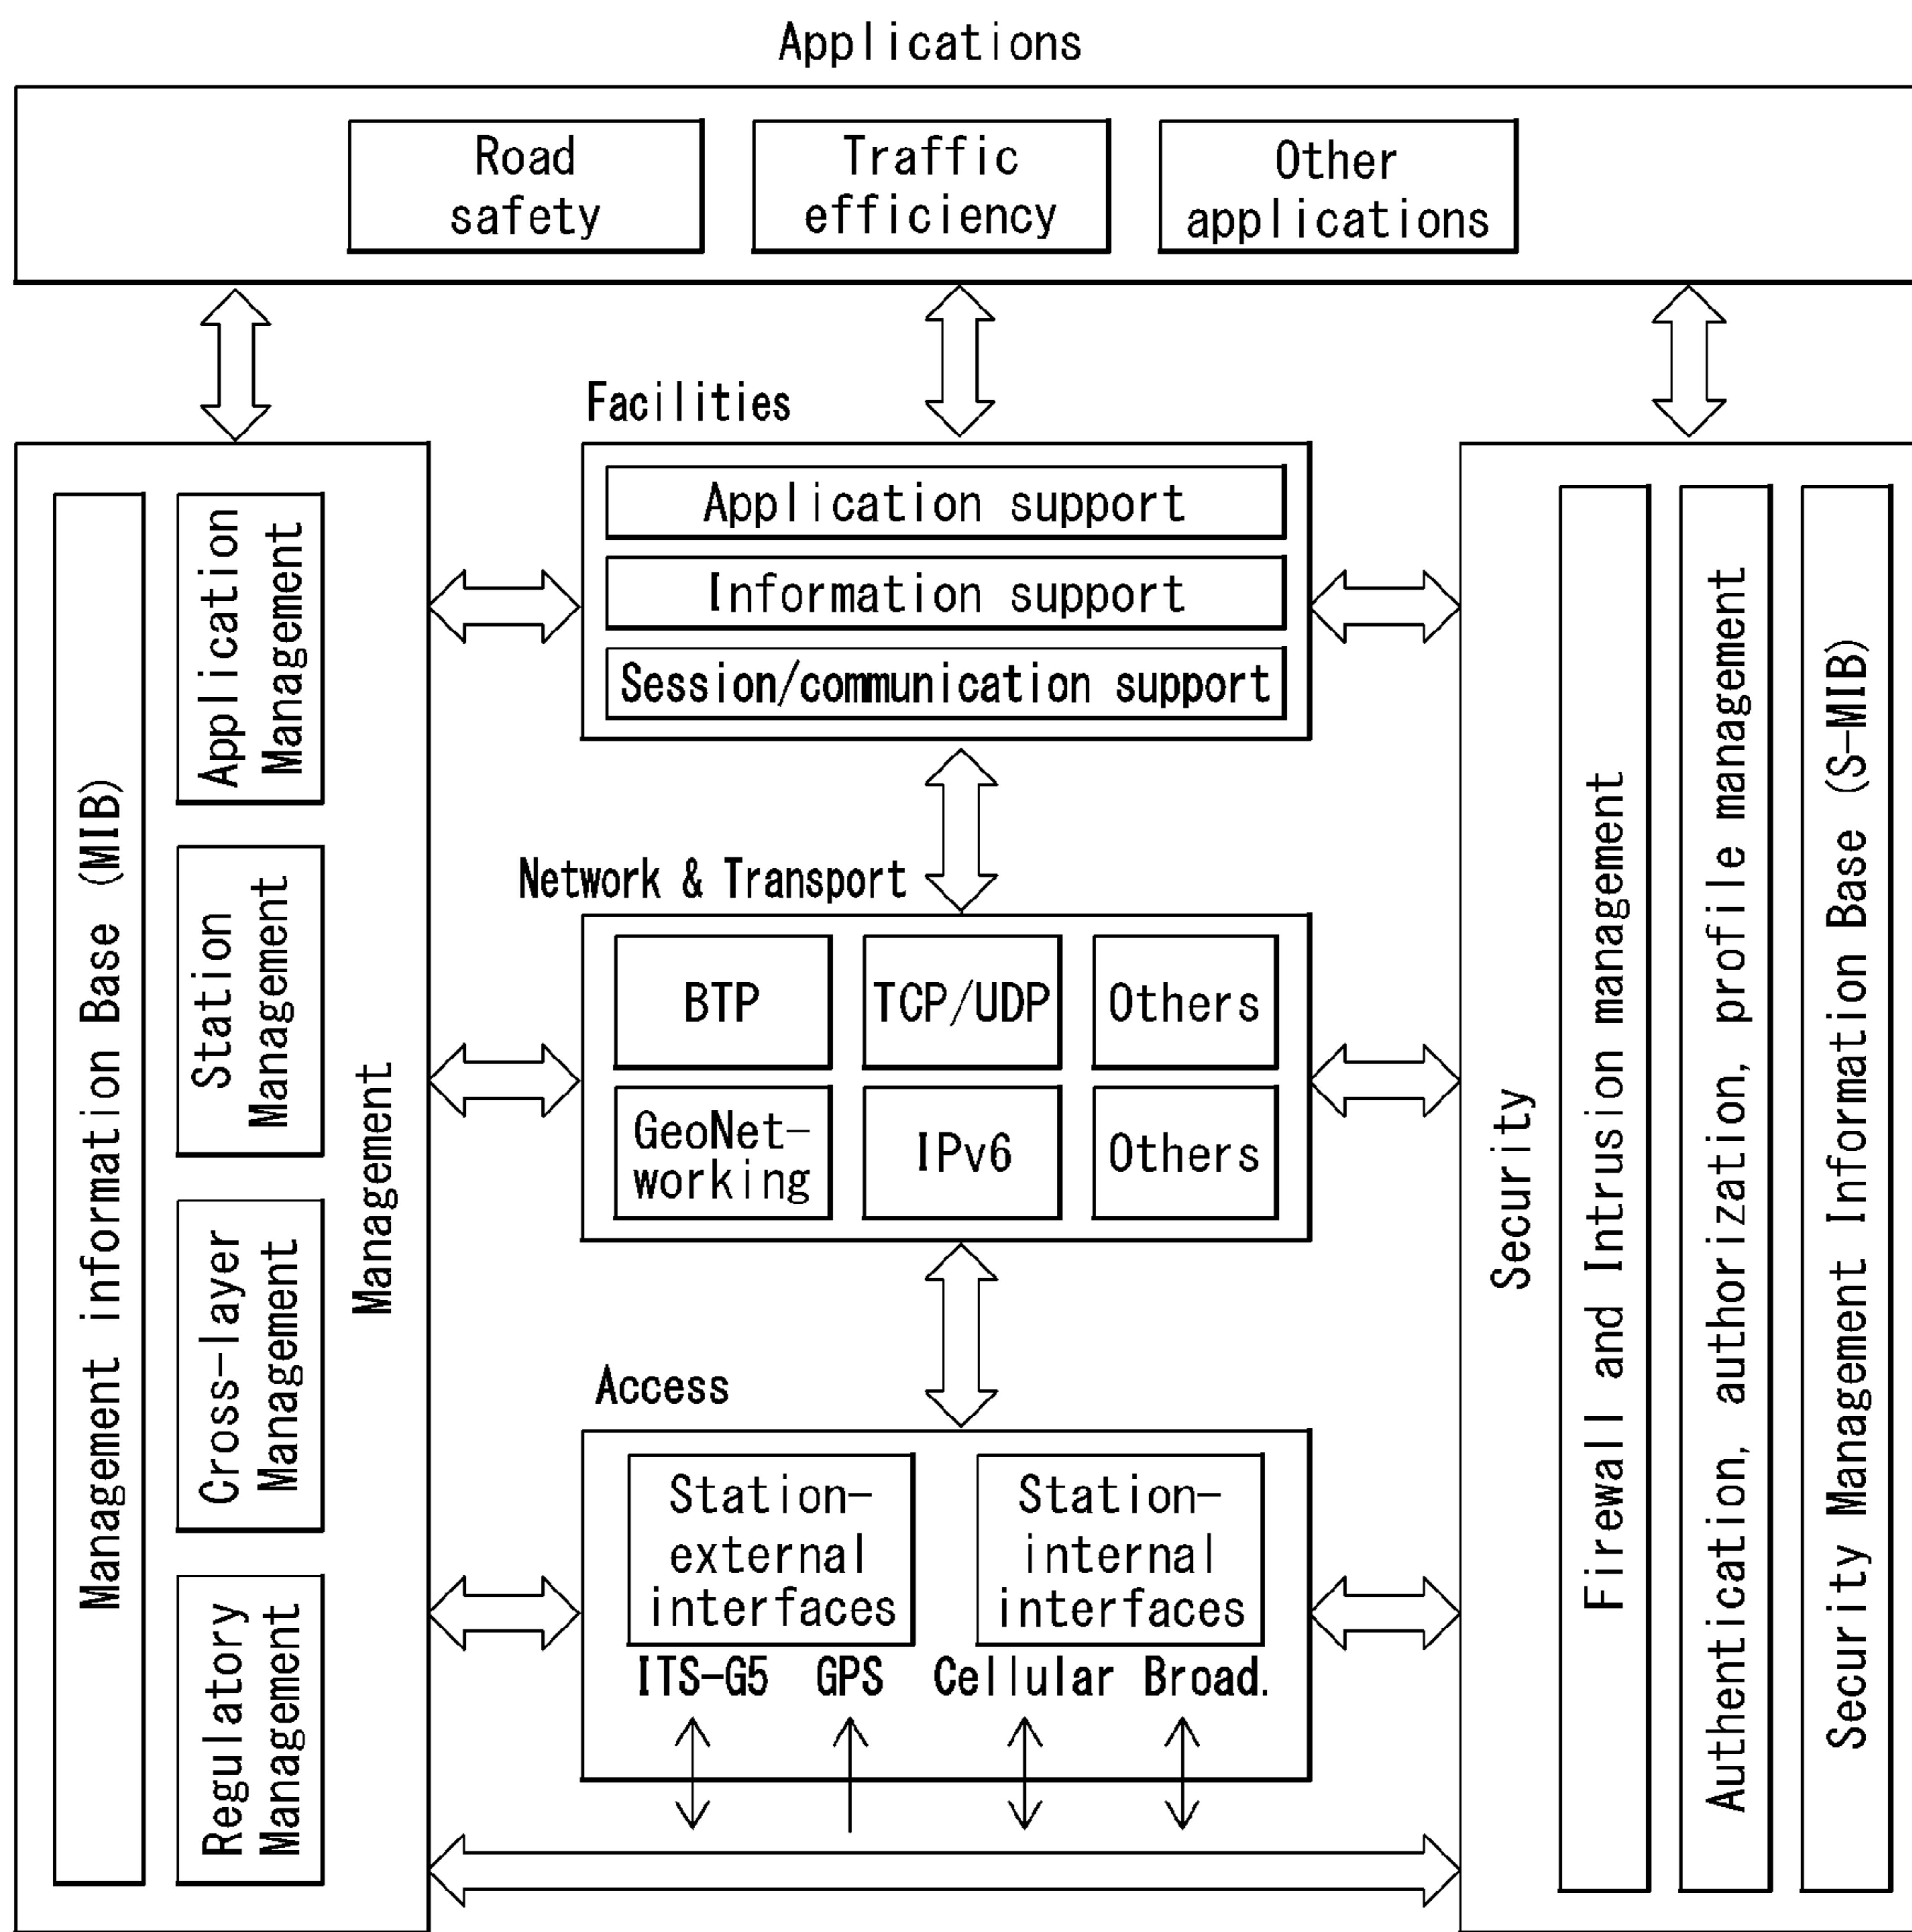 Applications
Road
safety
Traffic
efficiency
Other
applications
Management information Base (MIB)
Application
Management
Station
Management
Cross-layer
Management
Regulatory
Management
Management
Facilities
Application support
Information support
Session/communication support
Network & Transport
BTP
TCP/UDP
Others
GeoNet-
working
IPv6
Others
Access
Station-
external
interfaces
Station-
internal
interfaces
ITS-G5 GPS Cellular Broad.
Security
Firewall and Intrusion management
Authentication, authorization, profile management
Security Management Information Base (S-MIB)